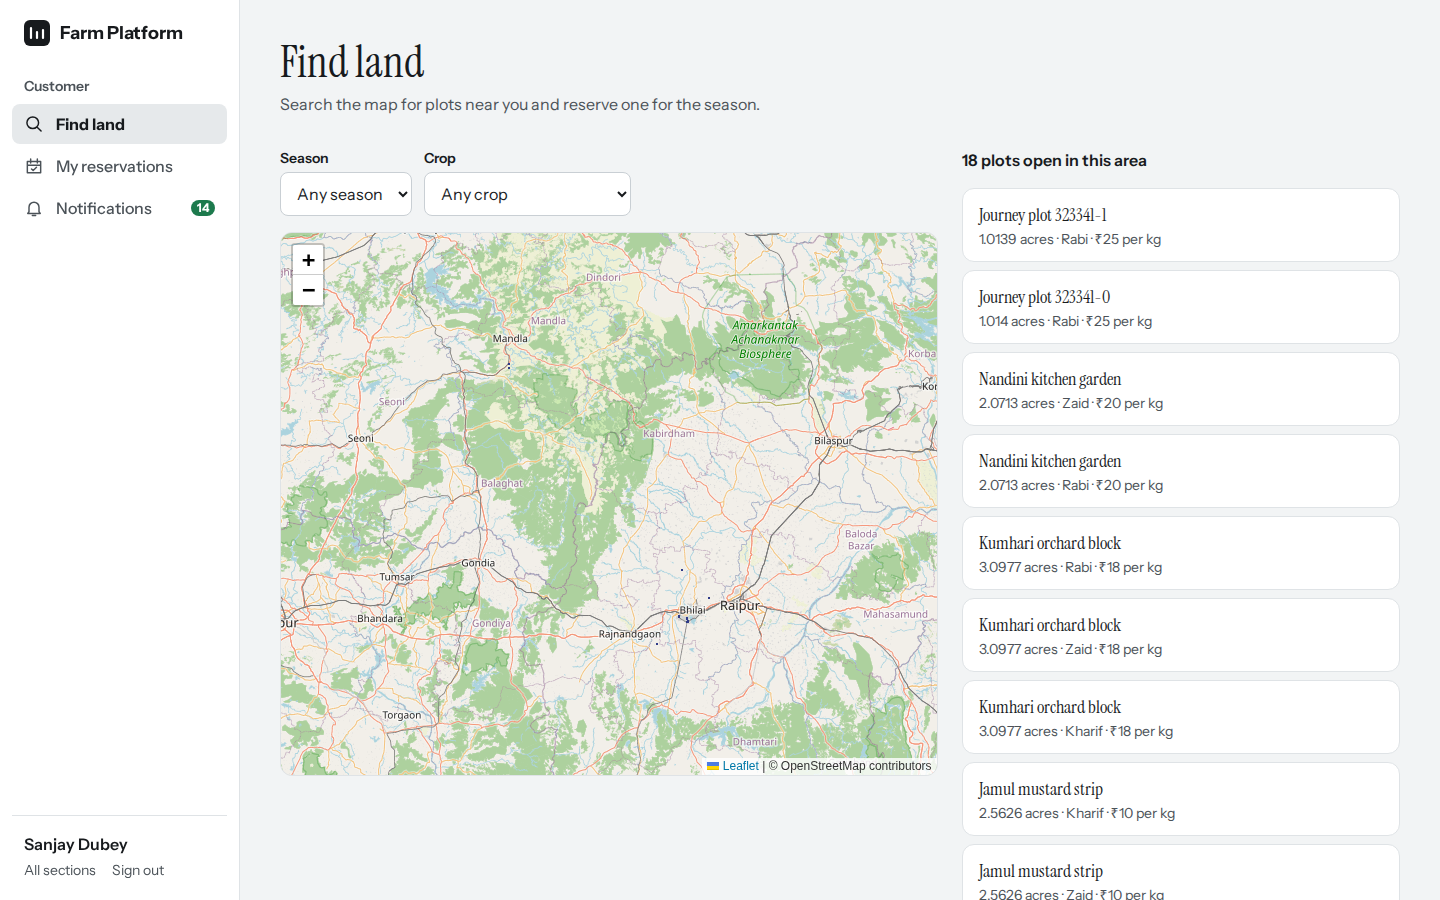 Farm Platform
Customer
Find land
My reservations
Notifications 14
Sanjay Dubey
All sections Sign out
Find land
Search the map for plots near you and reserve one for the season.
Season Crop
Any season Any crop
+
−
Dindori
Mandla
Mandla
Amarkantak
Achanakmar
Biosphere
Korba
Seoni
Seoni
Kabirdham
Bilaspur
Balaghat
Baloda
Bazar
Gondia
Tumsar
Bhandara
Gondiya
Bhilai
Raipur
Mahasamund
Rajnandgaon
Torgaon
Dhamtari
Leaflet | © OpenStreetMap contributors
18 plots open in this area
Journey plot 323341-1
1.0139 acres · Rabi · ₹25 per kg
Journey plot 323341-0
1.014 acres · Rabi · ₹25 per kg
Nandini kitchen garden
2.0713 acres · Zaid · ₹20 per kg
Nandini kitchen garden
2.0713 acres · Rabi · ₹20 per kg
Kumhari orchard block
3.0977 acres · Rabi · ₹18 per kg
Kumhari orchard block
3.0977 acres · Zaid · ₹18 per kg
Kumhari orchard block
3.0977 acres · Kharif · ₹18 per kg
Jamul mustard strip
2.5626 acres · Kharif · ₹10 per kg
Jamul mustard strip
2.5626 acres · Zaid · ₹10 per kg